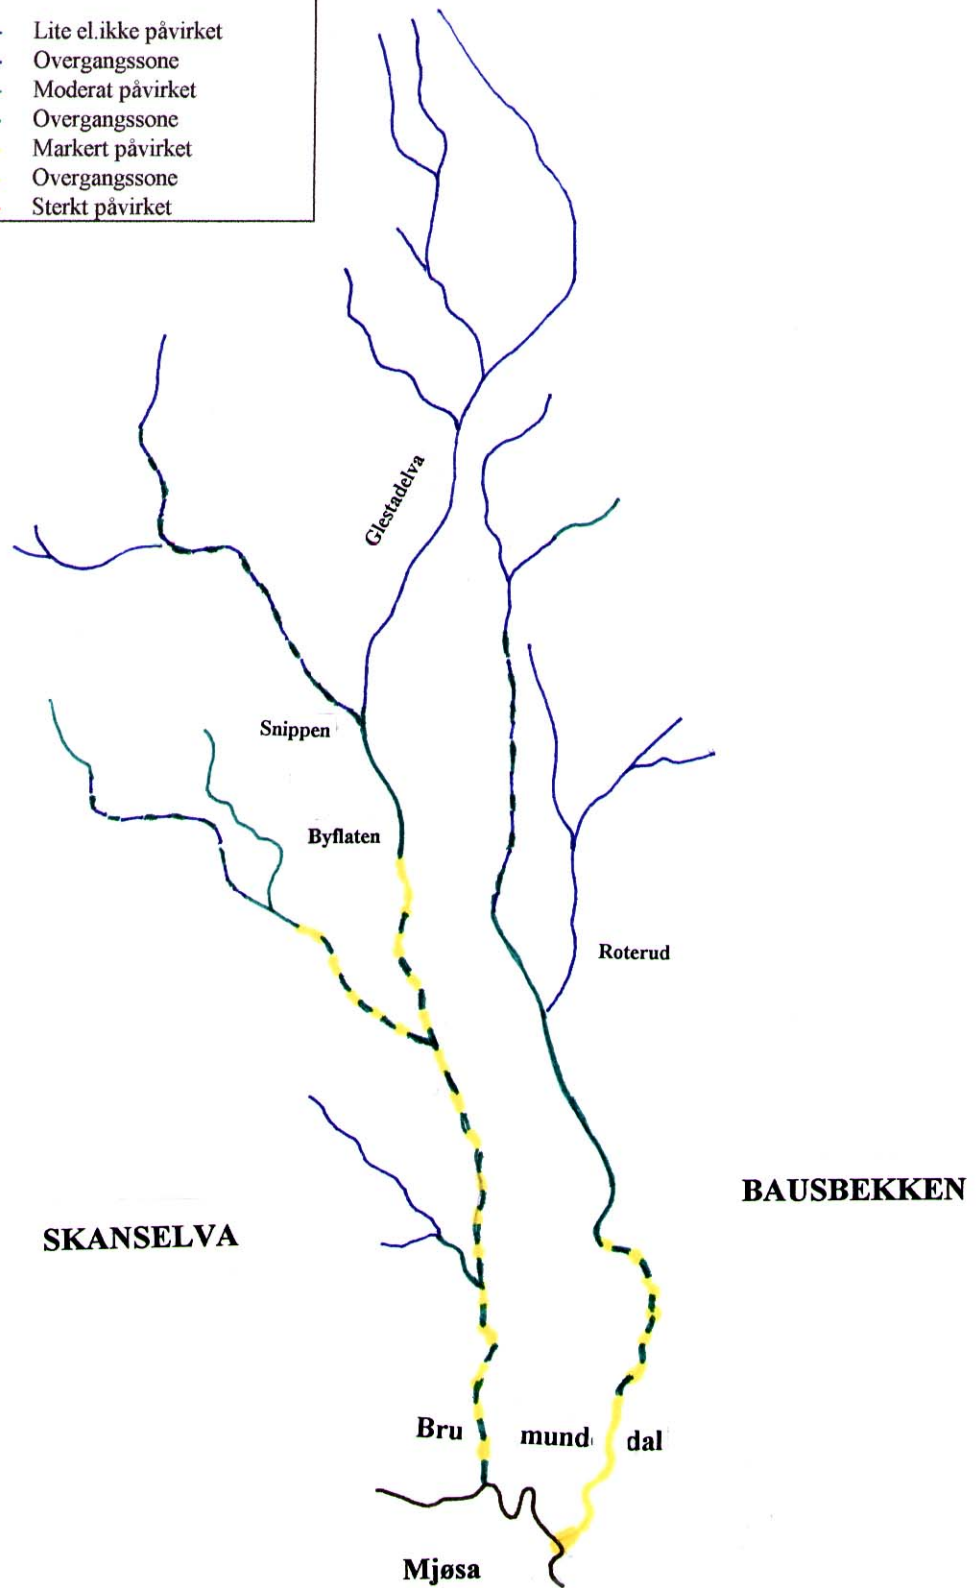 Lite el.ikke påvirket
Overgangssone
Moderat påvirket
Overgangssone
Markert påvirket
Overgangssone
Sterkt påvirket
Glestadelva
Snippen
Byflaten
Roterud
BAUSBEKKEN
SKANSELVA
Bru mund dal
Mjøsa